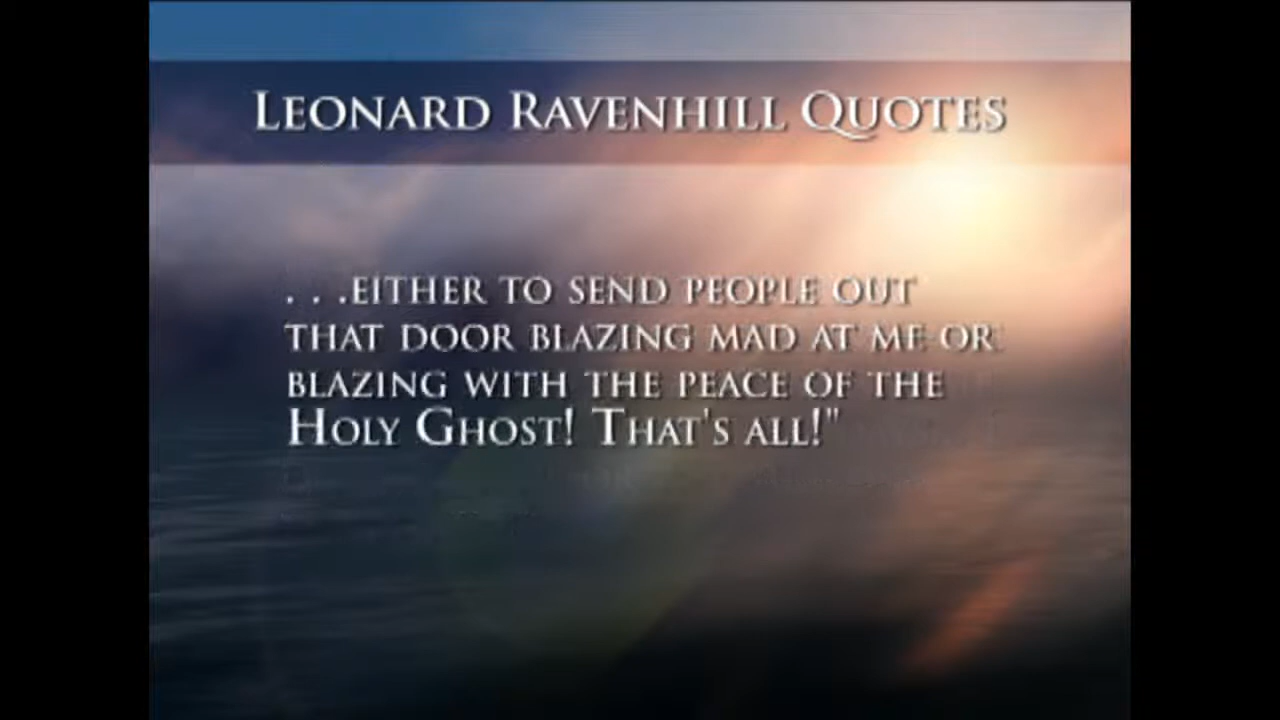 Leonard Ravenhill Quotes
. . .either to send people out
that door blazing mad at me or
blazing with the peace of the
Holy Ghost! That's all!"